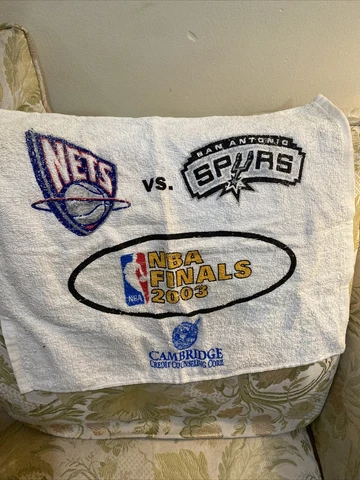 NETS
VS.
SAN ANTONIO
SPURS
NBA
FINALS
2003
NBA
CAMBRIDGE
CREDIT COUNSELING CORP.